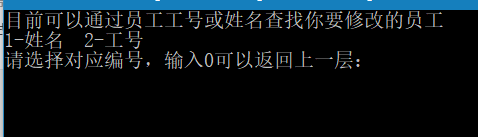 目前可以通过员工工号或姓名查找你要修改的员工
1-姓名  2-工号
请选择对应编号，输入0可以返回上一层：